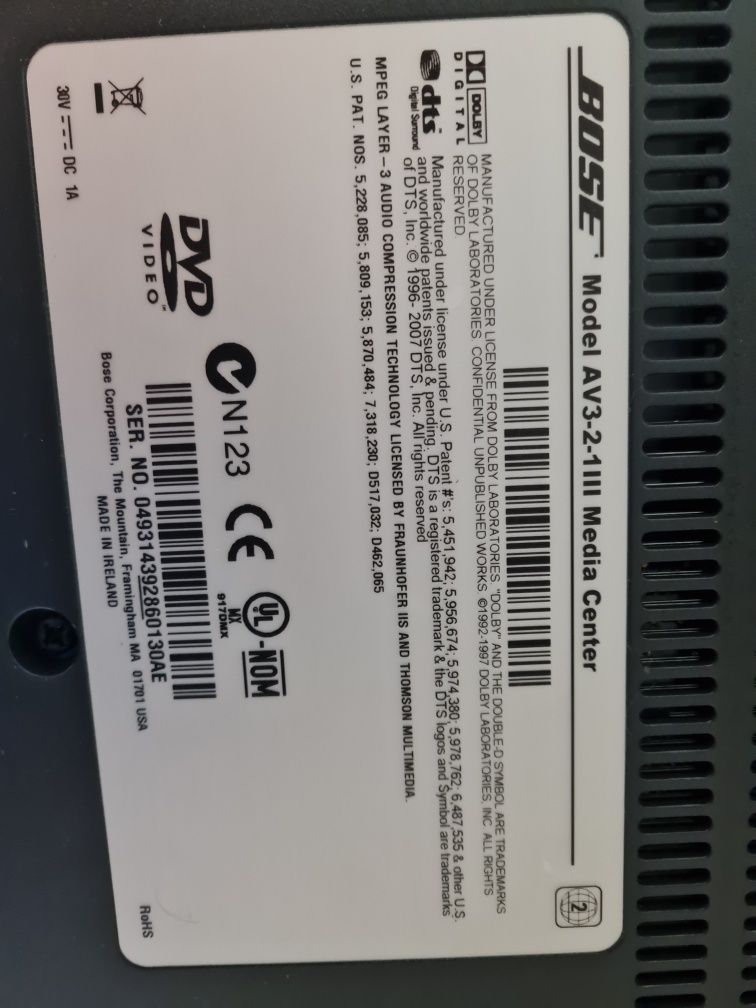 BOSE Model AV3-2-1 III Media Center
2
DOLBY
DIGITAL
MANUFACTURED UNDER LICENSE FROM DOLBY LABORATORIES. "DOLBY" AND THE DOUBLE-D SYMBOL ARE TRADEMARKS
OF DOLBY LABORATORIES. CONFIDENTIAL UNPUBLISHED WORKS ©1992-1997 DOLBY LABORATORIES, INC. ALL RIGHTS
RESERVED
dts
Digital Surround
Manufactured under license under U.S. Patent #'s: 5,451,942; 5,956,674; 5,974,380; 5,978,762; 6,487,535 & other U.S.
and worldwide patents issued & pending. DTS is a registered trademark & the DTS logos and Symbol are trademarks
of DTS, Inc. © 1996- 2007 DTS, Inc. All rights reserved
MPEG LAYER – 3 AUDIO COMPRESSION TECHNOLOGY LICENSED BY FRAUNHOFER IIS AND THOMSON MULTIMEDIA.
U.S. PAT. NOS. 5,228,085; 5,809,153; 5,870,484; 7,318,230; D517,032; D462,065
DVD
VIDEO™
N123
CE
UL-NOM
MX
917DMX
SER. NO. 049314392860130AE
30V DC 1A
Bose Corporation, The Mountain, Framingham MA 01701 USA
MADE IN IRELAND
RoHS